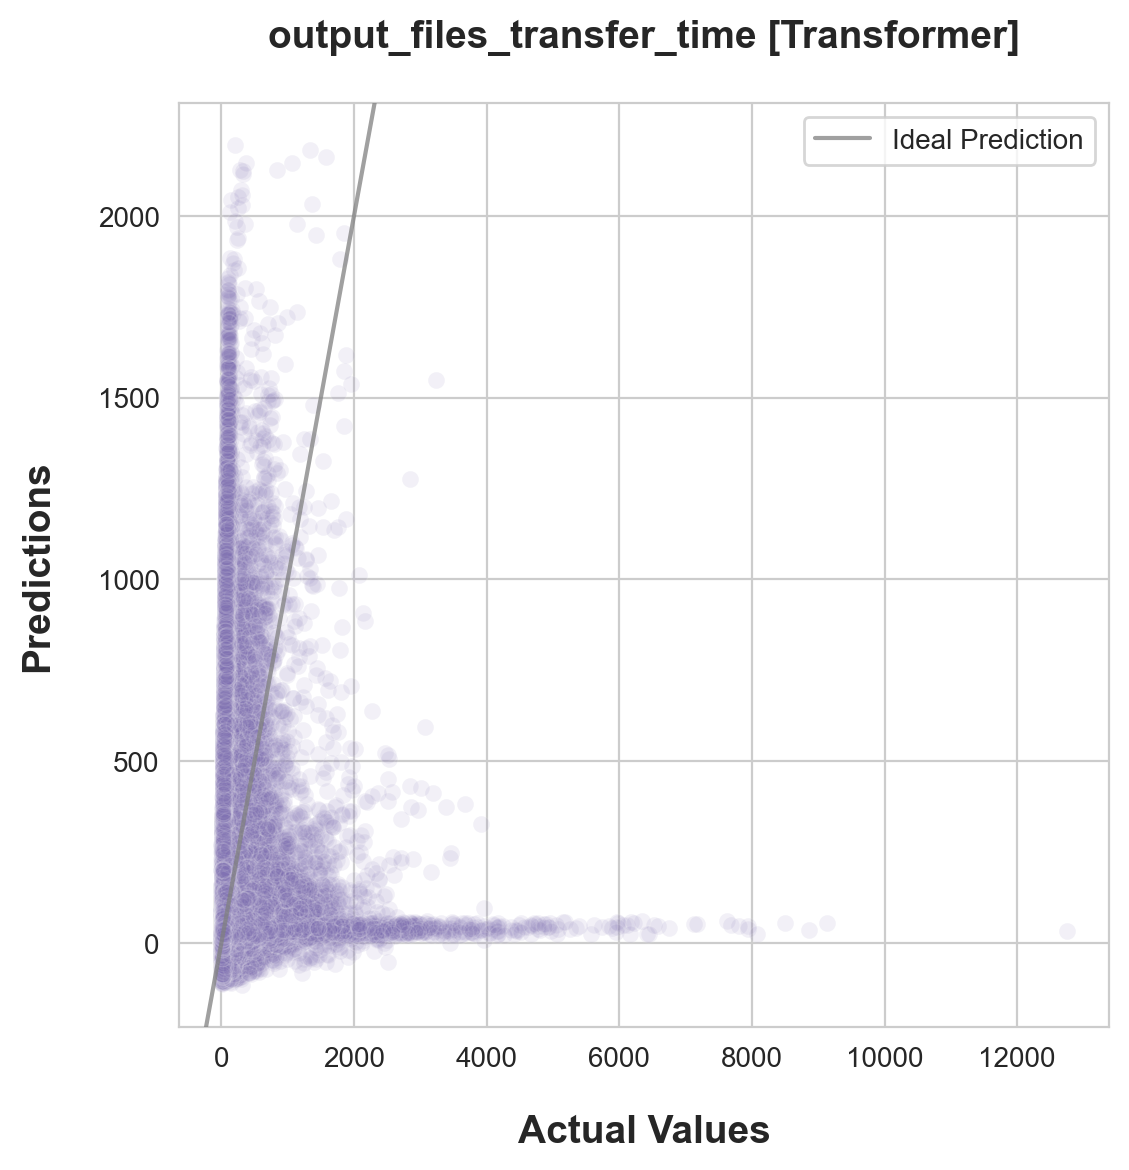 output_files_transfer_time [Transformer]
Ideal Prediction
2000
1500
1000
500
0
Predictions
0 2000 4000 6000 8000 10000 12000
Actual Values